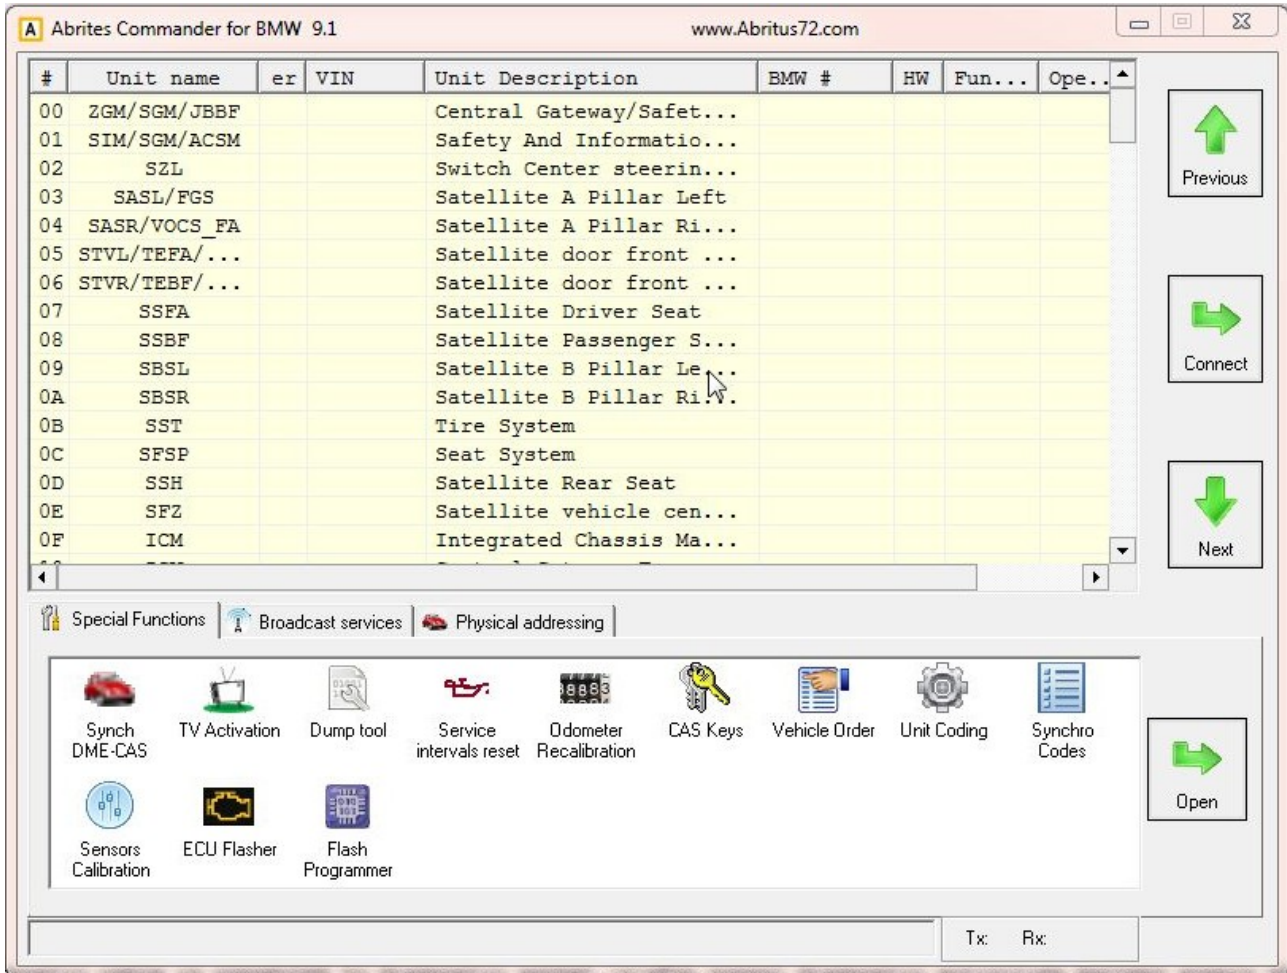 A Abrites Commander for BMW 9.1 www.Abritus72.com
# Unit name er VIN Unit Description BMW # HW Fun... Ope..
00 ZGM/SGM/JBBF Central Gateway/Safet...
01 SIM/SGM/ACSM Safety And Informatio...
02 SZL Switch Center steerin...
03 SASL/FGS Satellite A Pillar Left
04 SASR/VOCS_FA Satellite A Pillar Ri...
05 STVL/TEFA/... Satellite door front ...
06 STVR/TEBF/... Satellite door front ...
07 SSFA Satellite Driver Seat
08 SSBF Satellite Passenger S...
09 SBSL Satellite B Pillar Le...
0A SBSR Satellite B Pillar Ri...
0B SST Tire System
0C SFSP Seat System
0D SSH Satellite Rear Seat
0E SFZ Satellite vehicle cen...
0F ICM Integrated Chassis Ma...
Previous
Connect
Next
Special Functions Broadcast services Physical addressing
Synch DME-CAS
TV Activation
Dump tool
Service intervals reset
Odometer Recalibration
CAS Keys
Vehicle Order
Unit Coding
Synchro Codes
Sensors Calibration
ECU Flasher
Flash Programmer
Open
Tx: Rx: